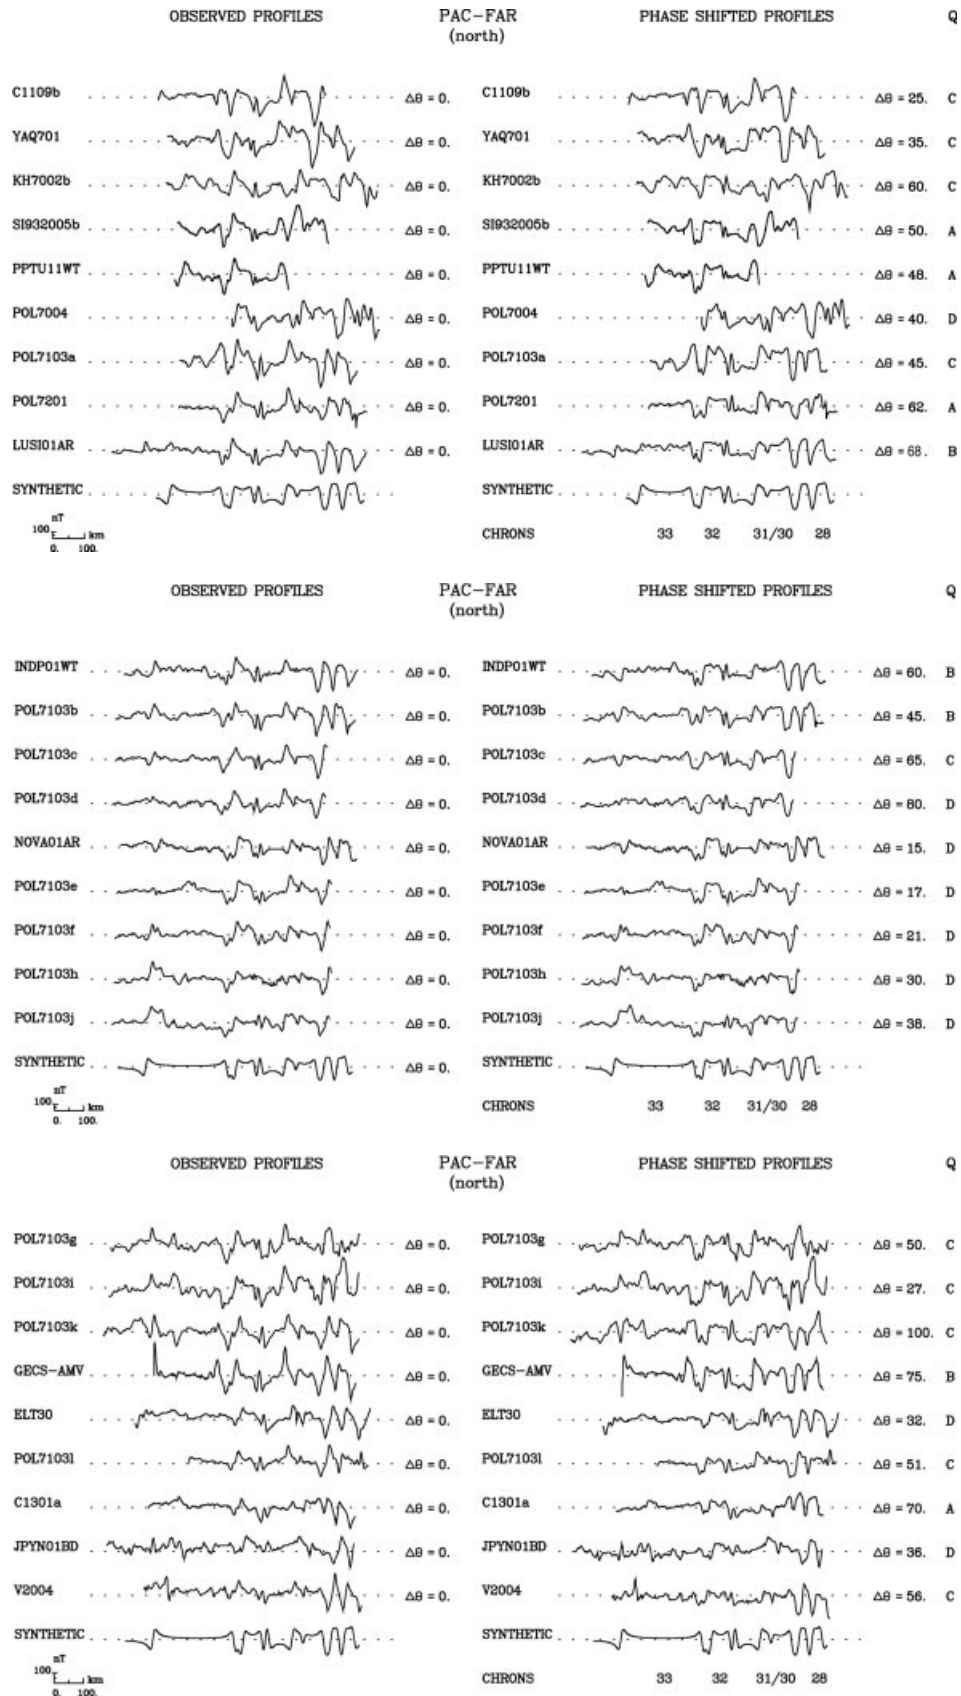 OBSERVED PROFILES PAC-FAR PHASE SHIFTED PROFILES Q
(north)
C1109b Δθ = 0. C1109b Δθ = 25. C
YAQ701 Δθ = 0. YAQ701 Δθ = 35. C
KH7002b Δθ = 0. KH7002b Δθ = 60. C
SI932005b Δθ = 0. SI932005b Δθ = 50. A
PPTU11WT Δθ = 0. PPTU11WT Δθ = 48. A
POL7004 Δθ = 0. POL7004 Δθ = 40. D
POL7103a Δθ = 0. POL7103a Δθ = 45. C
POL7201 Δθ = 0. POL7201 Δθ = 62. A
LUSI01AR Δθ = 0. LUSI01AR Δθ = 68. B
SYNTHETIC SYNTHETIC
nT
100. km
0. 100.
CHRONS 33 32 31/30 28
OBSERVED PROFILES PAC-FAR PHASE SHIFTED PROFILES Q
(north)
INDP01WT Δθ = 0. INDP01WT Δθ = 60. B
POL7103b Δθ = 0. POL7103b Δθ = 45. B
POL7103c Δθ = 0. POL7103c Δθ = 65. C
POL7103d Δθ = 0. POL7103d Δθ = 80. D
NOVA01AR Δθ = 0. NOVA01AR Δθ = 15. D
POL7103e Δθ = 0. POL7103e Δθ = 17. D
POL7103f Δθ = 0. POL7103f Δθ = 21. D
POL7103h Δθ = 0. POL7103h Δθ = 30. D
POL7103j Δθ = 0. POL7103j Δθ = 38. D
SYNTHETIC Δθ = 0. SYNTHETIC
nT
100. km
0. 100.
CHRONS 33 32 31/30 28
OBSERVED PROFILES PAC-FAR PHASE SHIFTED PROFILES Q
(north)
POL7103g Δθ = 0. POL7103g Δθ = 50. C
POL7103i Δθ = 0. POL7103i Δθ = 27. C
POL7103k Δθ = 0. POL7103k Δθ = 100. C
GECS-AMV Δθ = 0. GECS-AMV Δθ = 75. B
ELT30 Δθ = 0. ELT30 Δθ = 32. D
POL7103l Δθ = 0. POL7103l Δθ = 51. C
C1301a Δθ = 0. C1301a Δθ = 70. A
JPYN01BD Δθ = 0. JPYN01BD Δθ = 36. D
V2004 Δθ = 0. V2004 Δθ = 56. C
SYNTHETIC SYNTHETIC
nT
100. km
0. 100.
CHRONS 33 32 31/30 28